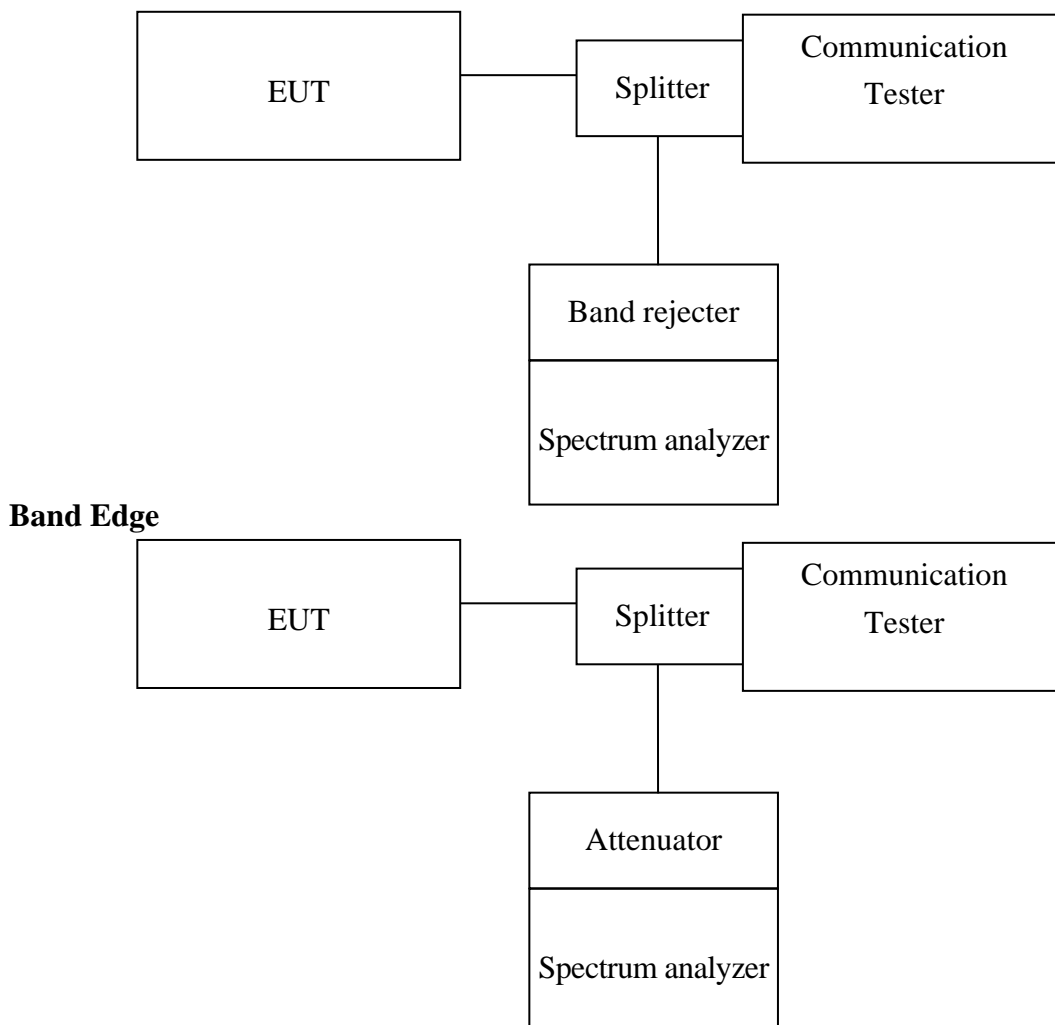 EUT
Splitter
Communication
Tester
Band rejecter
Spectrum analyzer
Band Edge
EUT
Splitter
Communication
Tester
Attenuator
Spectrum analyzer